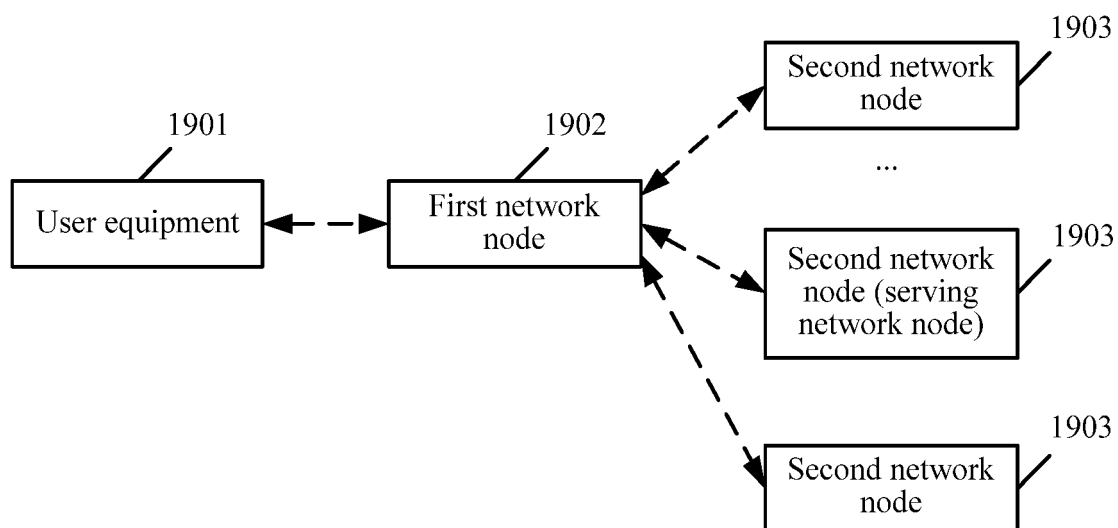 1903
Second network
node
1901
1902
...
User equipment
First network
node
1903
Second network
node (serving
network node)
1903
Second network
node